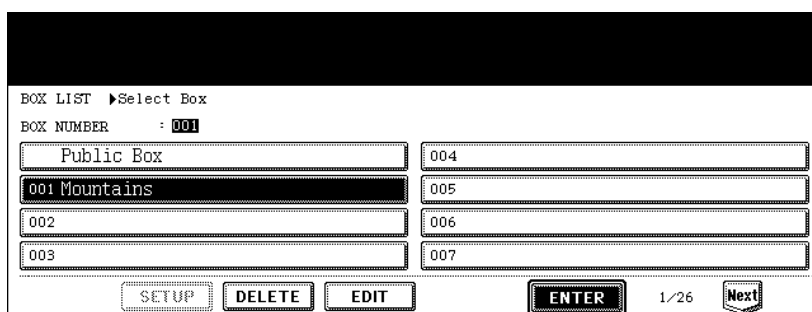 BOX LIST ▶Select Box
BOX NUMBER : 001
Public Box
001 Mountains
002
003
004
005
006
007
SETUP DELETE EDIT ENTER 1/26 Next